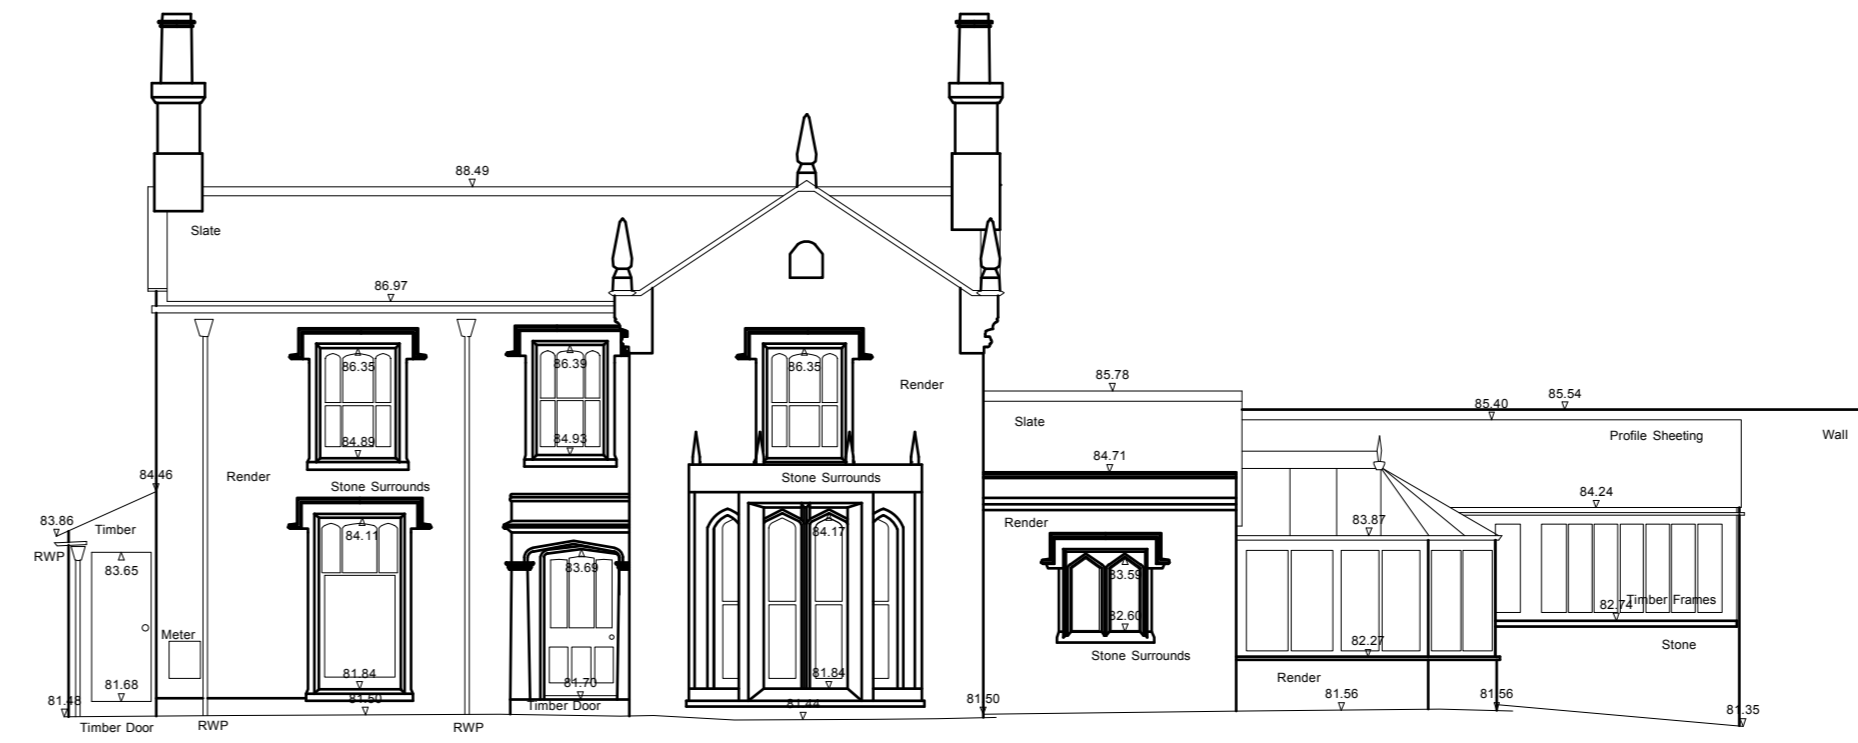 88.49
Slate
86.97
86.35
86.39
86.35
Render
85.78
85.54
85.40
Slate
Profile Sheeting
Wall
84.89
84.93
84.46
Render
Stone Surrounds
Stone Surrounds
84.71
84.24
83.86
Timber
84.11
84.17
Render
83.87
RWP
83.65
83.69
83.59
82.60
82.74
Timber Frames
Meter
82.27
Stone
Stone Surrounds
81.68
81.84
81.70
81.84
Render
81.48
81.50
Timber Door
81.44
81.50
81.56
81.56
81.35
Timber Door
RWP
RWP